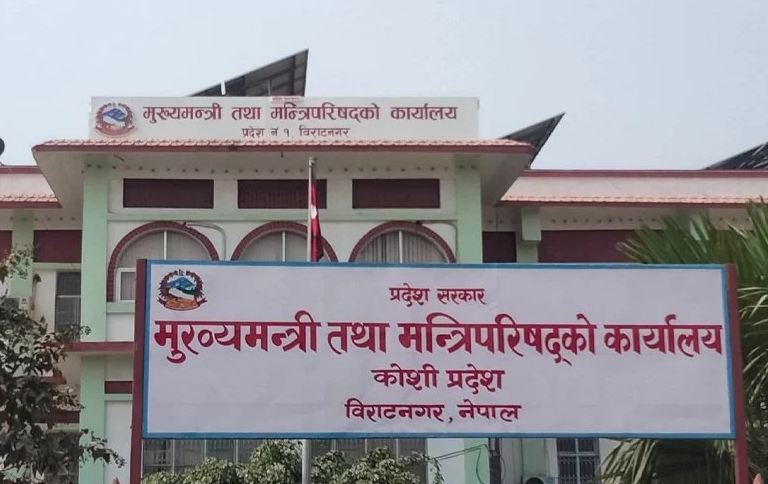 मुख्यमन्त्री तथा मन्त्रिपरिषद्को कार्यालय
प्रदेश नं १, विराटनगर
प्रदेश सरकार
मुख्यमन्त्री तथा मन्त्रिपरिषद्को कार्यालय
कोशी प्रदेश
विराटनगर, नेपाल